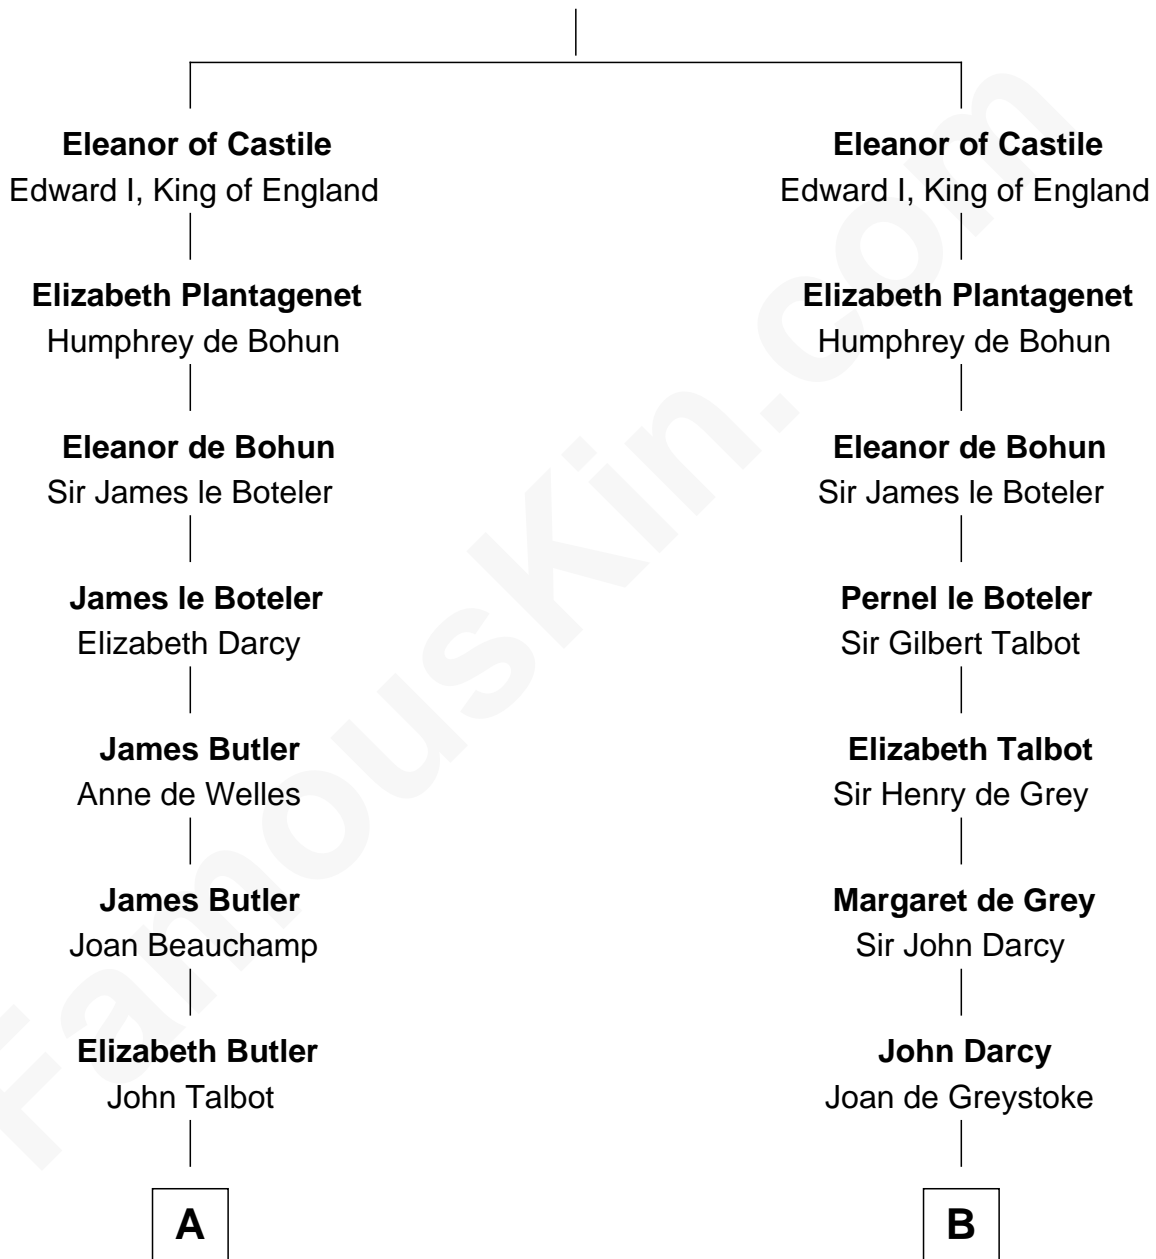 Eleanor of Castile
Edward I, King of England
Elizabeth Plantagenet
Humphrey de Bohun
Eleanor de Bohun
Sir James le Boteler
James le Boteler
Elizabeth Darcy
James Butler
Anne de Welles
James Butler
Joan Beauchamp
Elizabeth Butler
John Talbot
A
Eleanor of Castile
Edward I, King of England
Elizabeth Plantagenet
Humphrey de Bohun
Eleanor de Bohun
Sir James le Boteler
Pernel le Boteler
Sir Gilbert Talbot
Elizabeth Talbot
Sir Henry de Grey
Margaret de Grey
Sir John Darcy
John Darcy
Joan de Greystoke
B
FamousKin.com